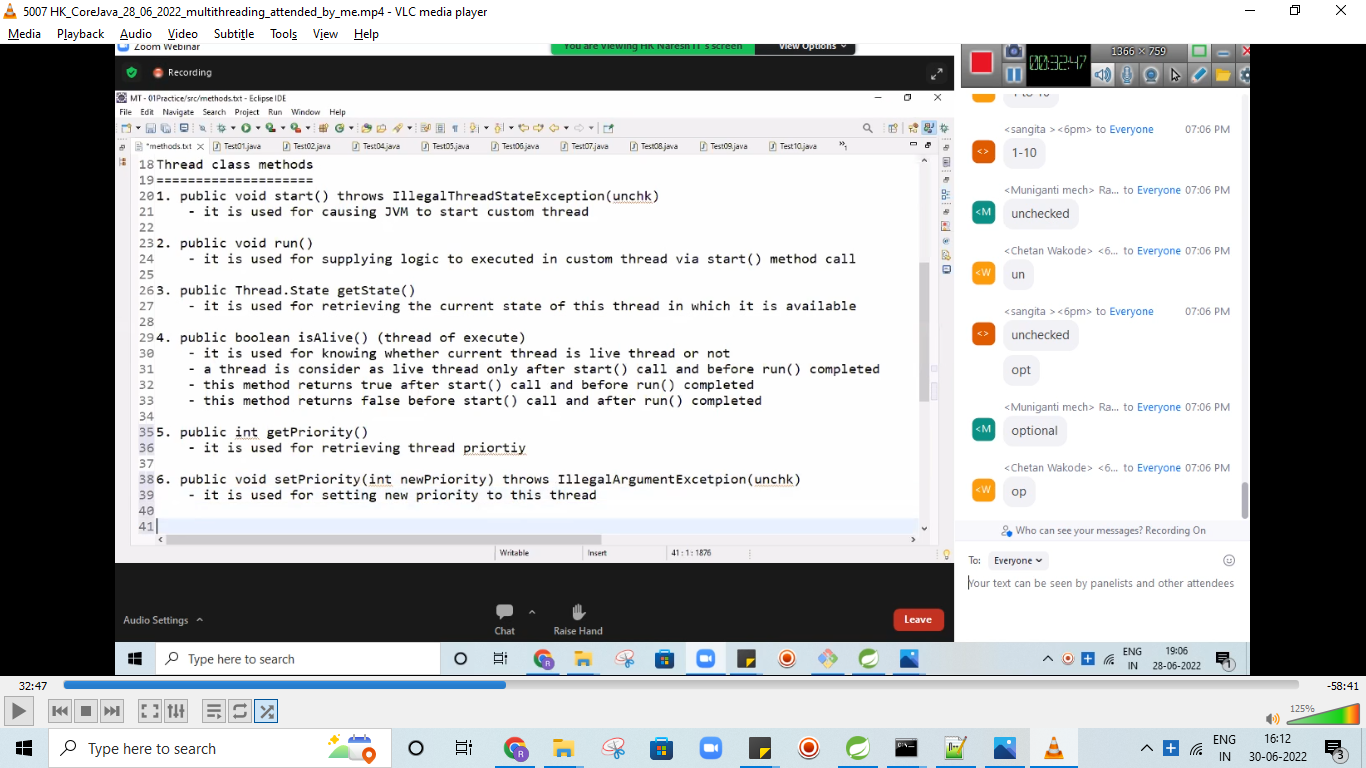 5007 HK_CoreJava_28_06_2022_multithreading_attended_by_me.mp4 - VLC media player
Media Playback Audio Video Subtitle Tools View Help
Zoom Webinar
You are viewing HK Naresh IT's screen
View Options
1366 × 759
Recording
00:32:47
MT - 01Practice/src/methods.txt - Eclipse IDE
File Edit Navigate Search Project Run Window Help
*methods.txt Test01.java Test02.java Test04.java Test05.java Test06.java Test07.java Test08.java Test09.java Test10.java
18 Thread class methods
19 ====================
20 1. public void start() throws IllegalThreadStateException(unchk)
21 - it is used for causing JVM to start custom thread
22
23 2. public void run()
24 - it is used for supplying logic to executed in custom thread via start() method call
25
26 3. public Thread.State getState()
27 - it is used for retrieving the current state of this thread in which it is available
28
29 4. public boolean isAlive() (thread of execute)
30 - it is used for knowing whether current thread is live thread or not
31 - a thread is consider as live thread only after start() call and before run() completed
32 - this method returns true after start() call and before run() completed
33 - this method returns false before start() call and after run() completed
34
35 5. public int getPriority()
36 - it is used for retrieving thread priortiy
37
38 6. public void setPriority(int newPriority) throws IllegalArgumentExcetpion(unchk)
39 - it is used for setting new priority to this thread
40
41
Writable Insert 41 : 1 : 1876
<sangita ><6pm> to Everyone 07:06 PM
<> 1-10
<Muniganti mech> Ra... to Everyone 07:06 PM
<M unchecked
<Chetan Wakode> <6... to Everyone 07:06 PM
<W un
<sangita ><6pm> to Everyone 07:06 PM
<> unchecked
opt
<Muniganti mech> Ra... to Everyone 07:06 PM
<M optional
<Chetan Wakode> <6... to Everyone 07:06 PM
<W op
Who can see your messages? Recording On
To: Everyone
Your text can be seen by panelists and other attendees
Audio Settings
Chat
Raise Hand
Leave
Type here to search
R
ENG
IN
19:06
28-06-2022
1
32:47
-58:41
125%
Type here to search
R
ENG
IN
16:12
30-06-2022
3